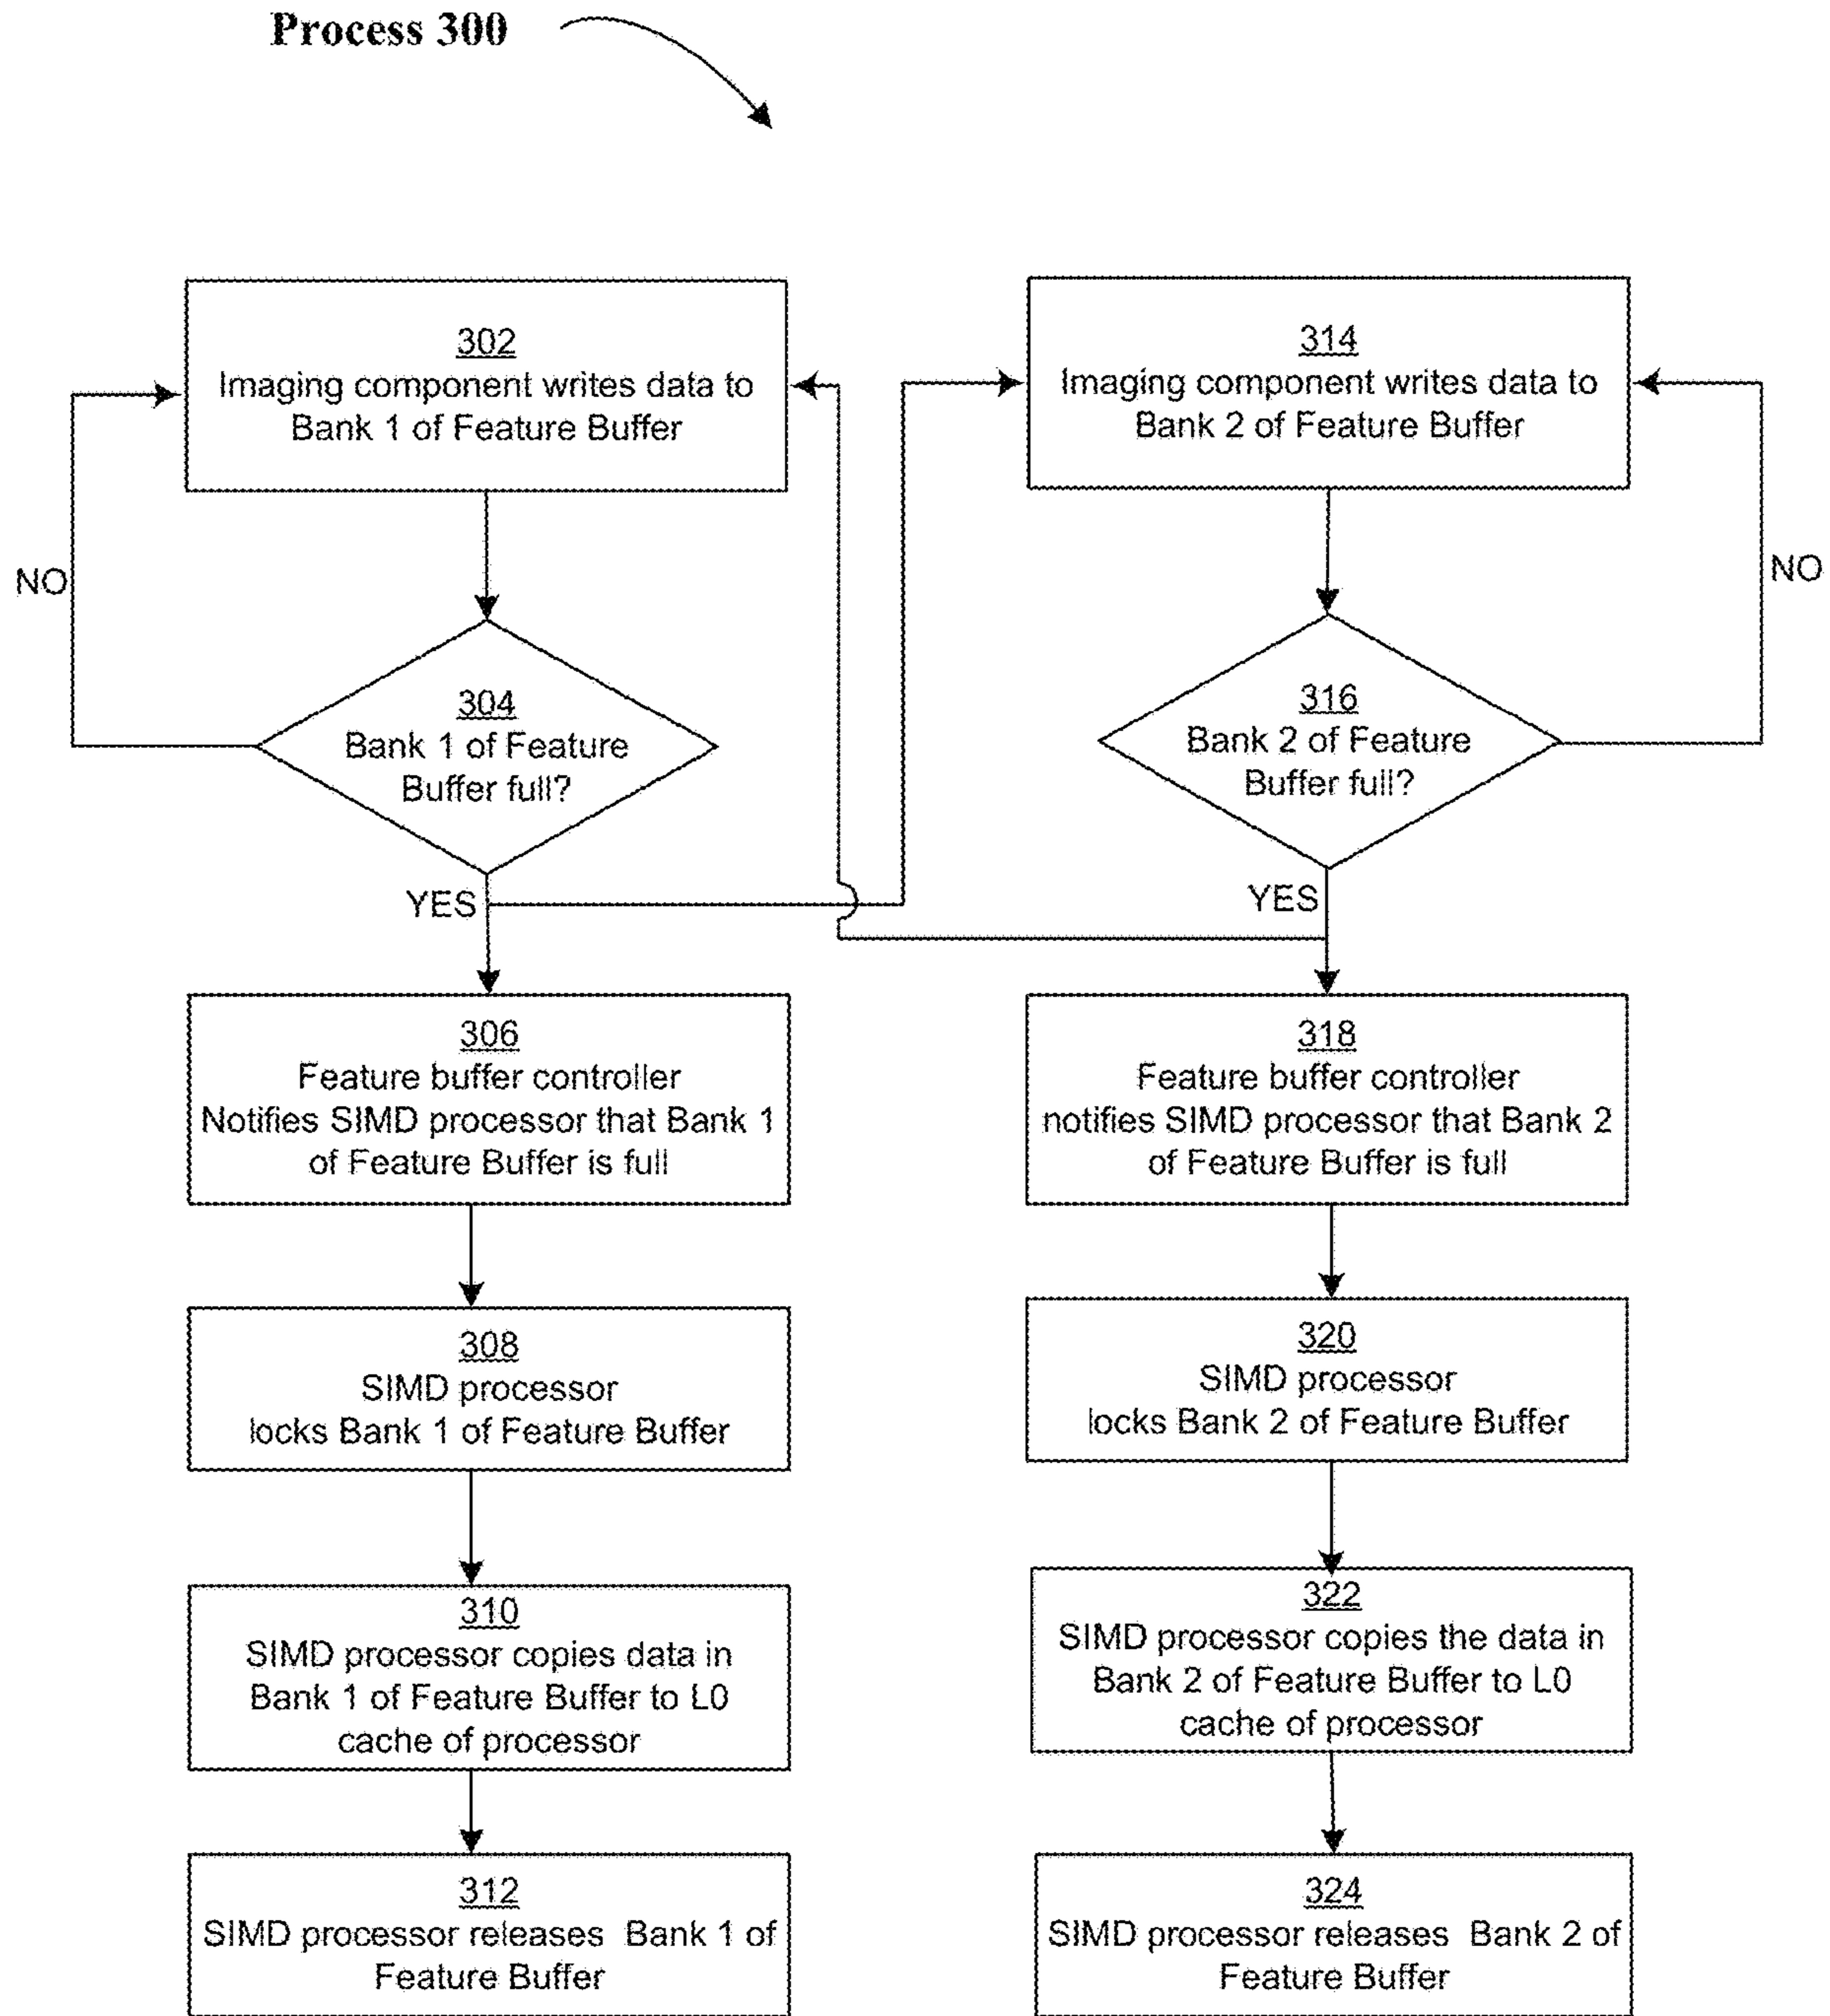 Process 300
302
Imaging component writes data to
Bank 1 of Feature Buffer
NO
304
Bank 1 of Feature
Buffer full?
YES
306
Feature buffer controller
Notifies SIMD processor that Bank 1
of Feature Buffer is full
308
SIMD processor
locks Bank 1 of Feature Buffer
310
SIMD processor copies data in
Bank 1 of Feature Buffer to L0
cache of processor
312
SIMD processor releases Bank 1 of
Feature Buffer
314
Imaging component writes data to
Bank 2 of Feature Buffer
NO
316
Bank 2 of Feature
Buffer full?
YES
318
Feature buffer controller
notifies SIMD processor that Bank 2
of Feature Buffer is full
320
SIMD processor
locks Bank 2 of Feature Buffer
322
SIMD processor copies the data in
Bank 2 of Feature Buffer to L0
cache of processor
324
SIMD processor releases Bank 2 of
Feature Buffer